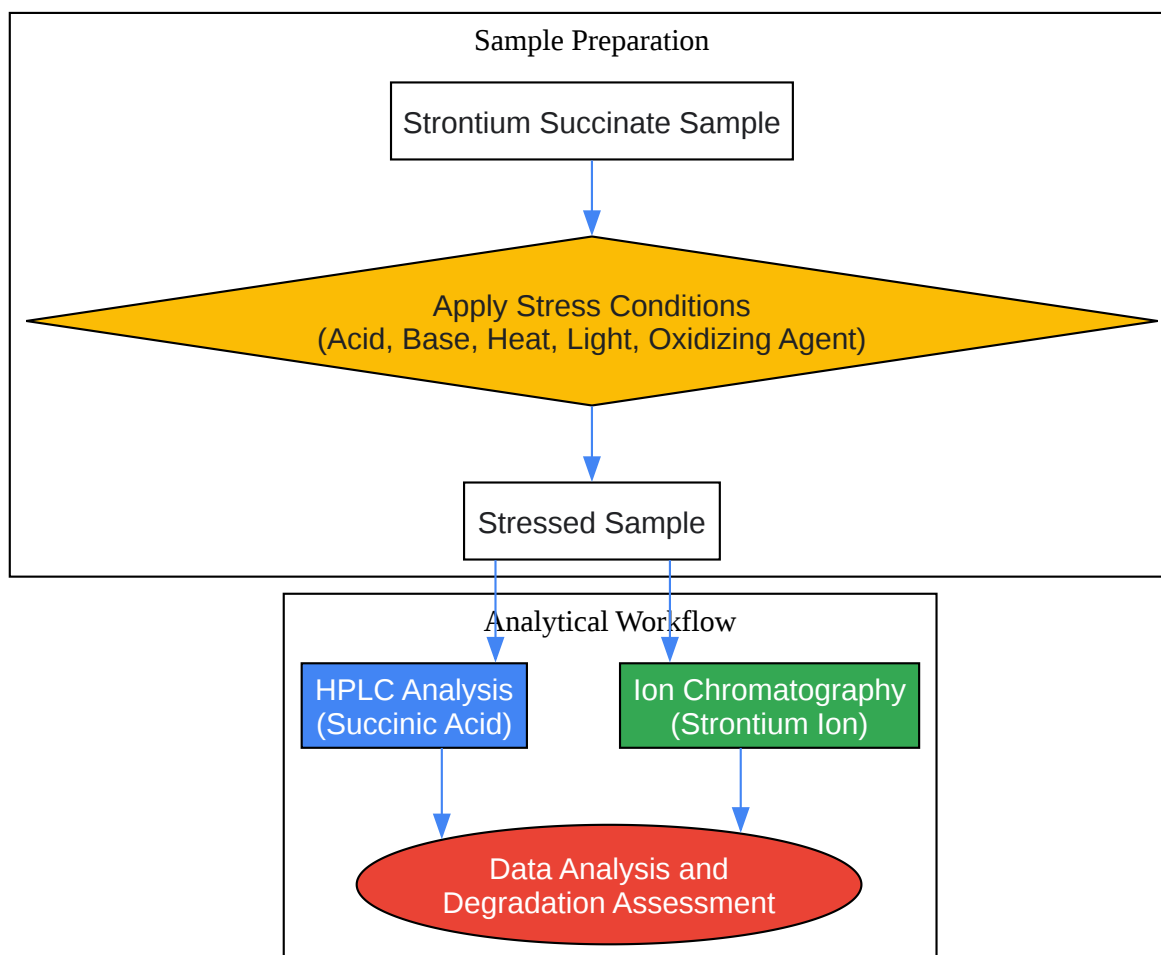 Sample Preparation
Strontium Succinate Sample
Apply Stress Conditions
(Acid, Base, Heat, Light, Oxidizing Agent)
Stressed Sample
Analytical Workflow
HPLC Analysis
(Succinic Acid)
Ion Chromatography
(Strontium Ion)
Data Analysis and
Degradation Assessment